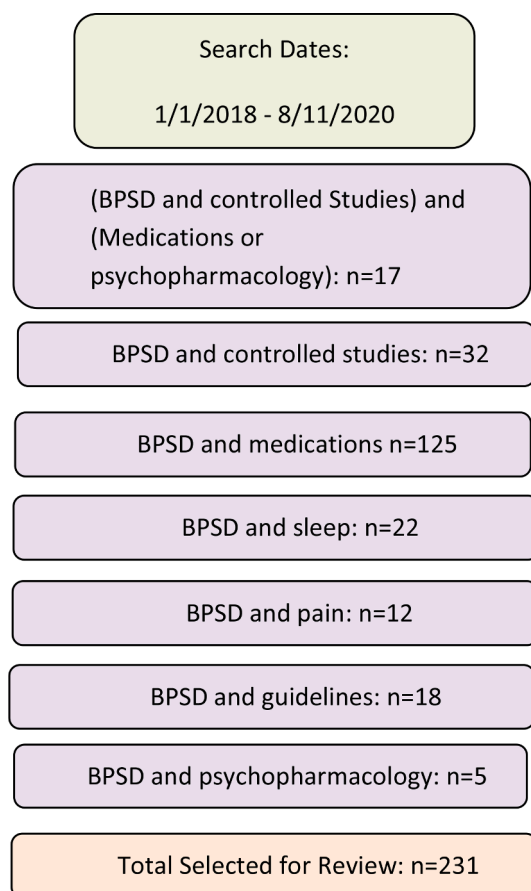 Search Dates:
1/1/2018 - 8/11/2020
(BPSD and controlled Studies) and
(Medications or
psychopharmacology): n=17
BPSD and controlled studies: n=32
BPSD and medications n=125
BPSD and sleep: n=22
BPSD and pain: n=12
BPSD and guidelines: n=18
BPSD and psychopharmacology: n=5
Total Selected for Review: n=231